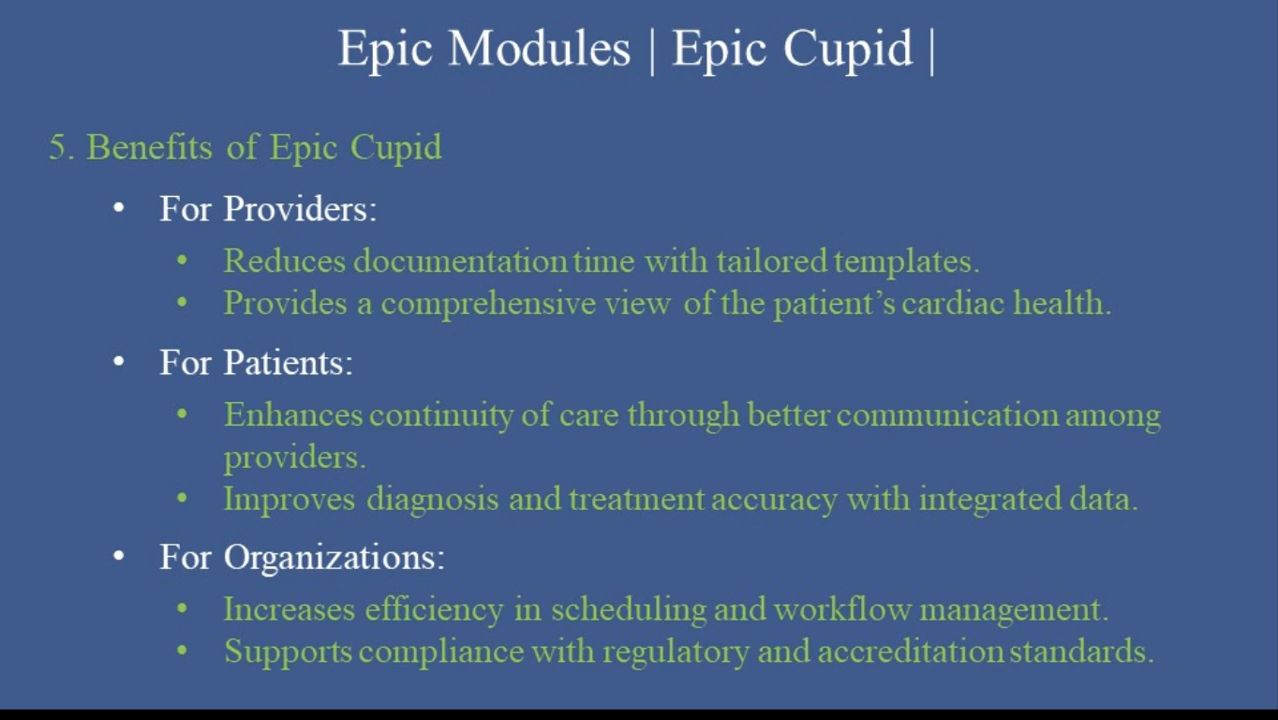 Epic Modules | Epic Cupid |
5. Benefits of Epic Cupid
• For Providers:
• Reduces documentation time with tailored templates.
• Provides a comprehensive view of the patient’s cardiac health.
• For Patients:
• Enhances continuity of care through better communication among
providers.
• Improves diagnosis and treatment accuracy with integrated data.
• For Organizations:
• Increases efficiency in scheduling and workflow management.
• Supports compliance with regulatory and accreditation standards.